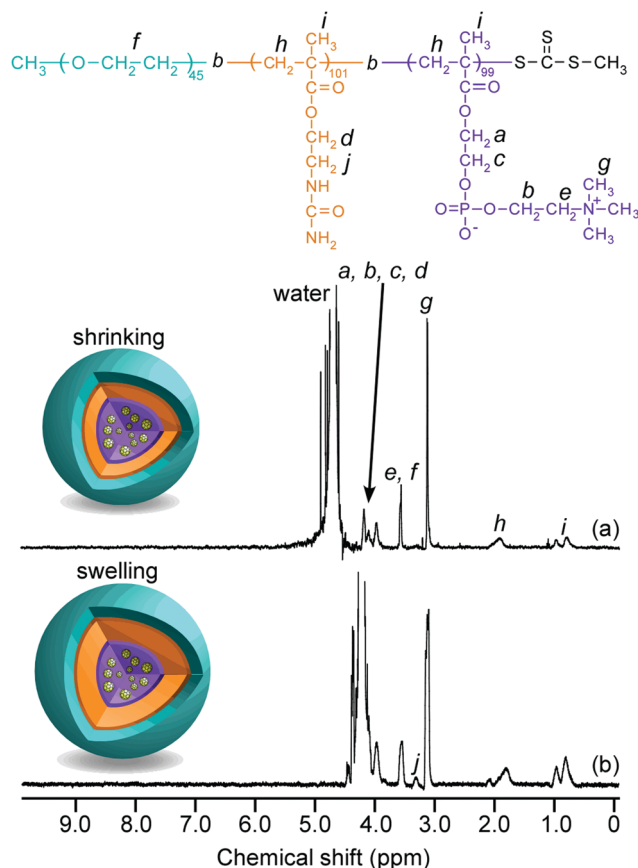 f
h
i
h
i
CH3—(O—CH2—CH2)45 b (CH2—C)101 b (CH2—C)99 S—C—S—CH3
CH3
CH3
S
C=O
C=O
O
O
CH2 d
CH2 a
CH2 j
CH2 c
NH
O
g
C=O
b e CH3
NH2
O=P—O—CH2—CH2—N+—CH3
O-
CH3
a, b, c, d
water
g
shrinking
e, f
h
i
(a)
swelling
j
(b)
9.0 8.0 7.0 6.0 5.0 4.0 3.0 2.0 1.0 0
Chemical shift (ppm)